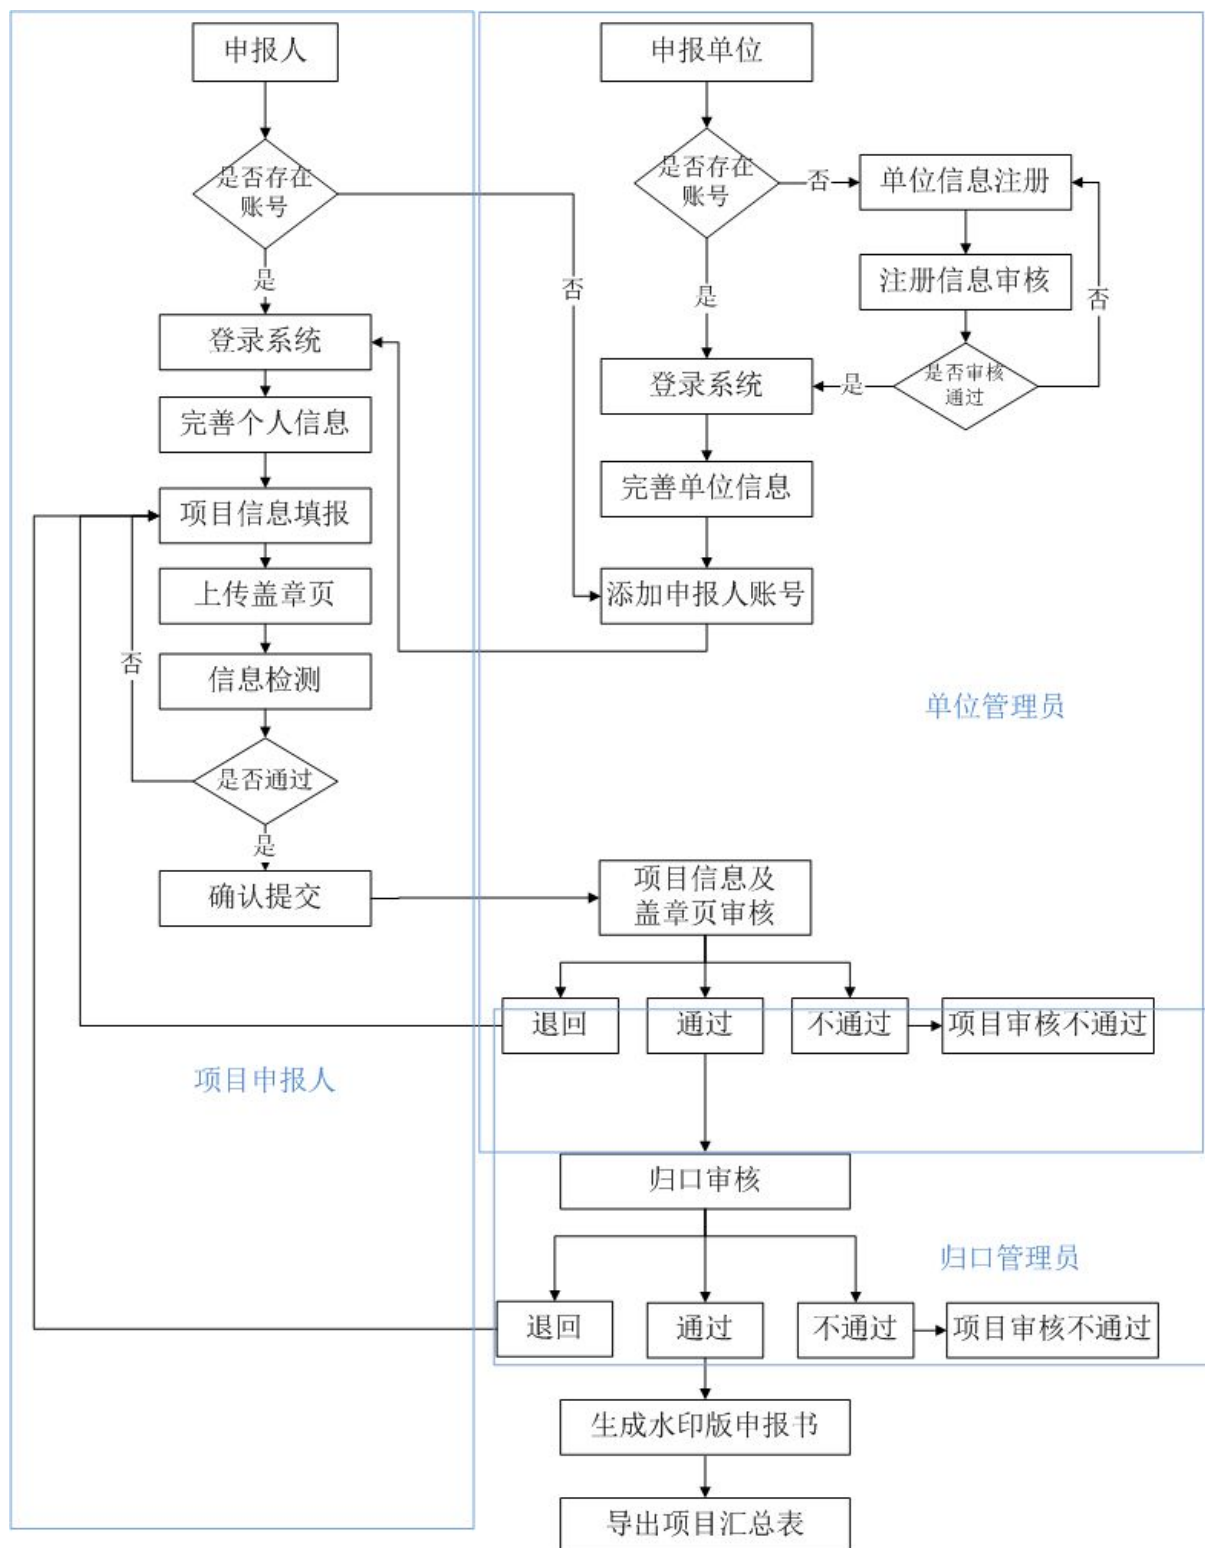 申报人
申报单位
是否存在
账号
是否存在
账号
否
单位信息注册
是
否
是
注册信息审核
否
登录系统
登录系统
是
是否审核
通过
完善个人信息
完善单位信息
项目信息填报
上传盖章页
添加申报人账号
否
信息检测
单位管理员
是否通过
是
确认提交
项目信息及
盖章页审核
退回
通过
不通过
项目审核不通过
项目申报人
归口审核
归口管理员
退回
通过
不通过
项目审核不通过
生成水印版申报书
导出项目汇总表